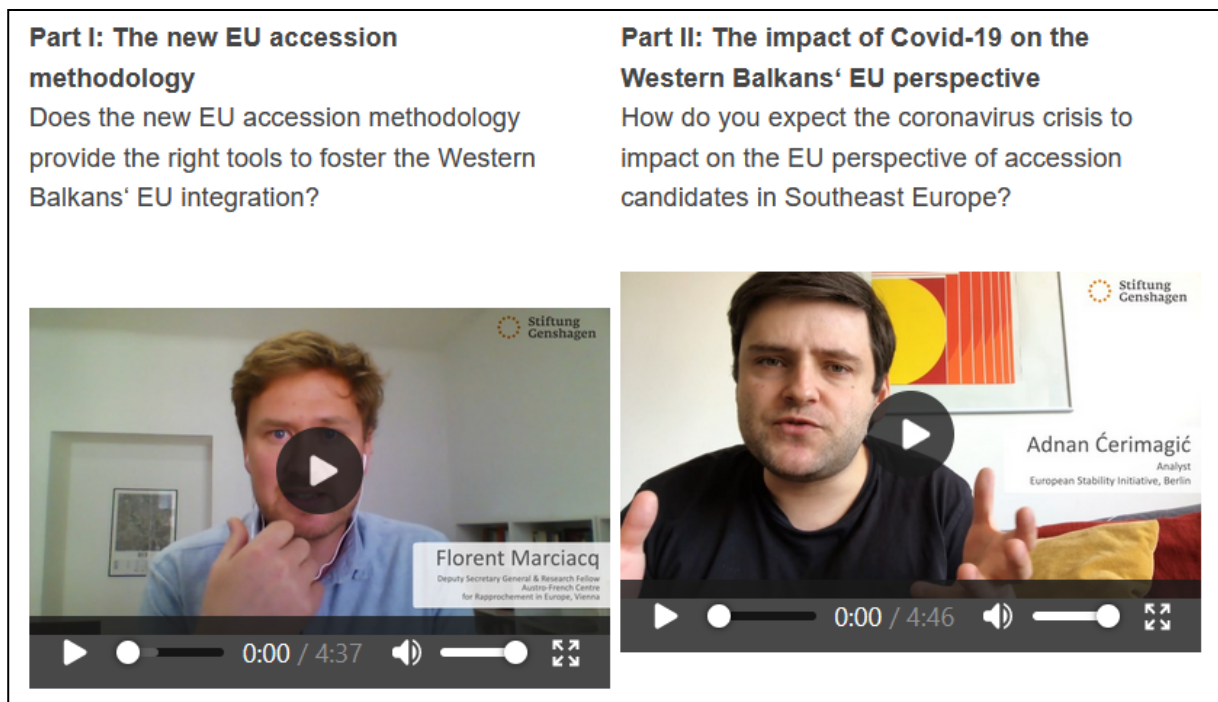 Part I: The new EU accession
methodology
Does the new EU accession methodology
provide the right tools to foster the Western
Balkans‘ EU integration?
Stiftung
Genshagen
Florent Marciacq
Deputy Secretary General & Research Fellow
Austro-French Centre
for Rapprochement in Europe, Vienna
0:00 / 4:37
Part II: The impact of Covid-19 on the
Western Balkans‘ EU perspective
How do you expect the coronavirus crisis to
impact on the EU perspective of accession
candidates in Southeast Europe?
Stiftung
Genshagen
Adnan Ćerimagić
Analyst
European Stability Initiative, Berlin
0:00 / 4:46